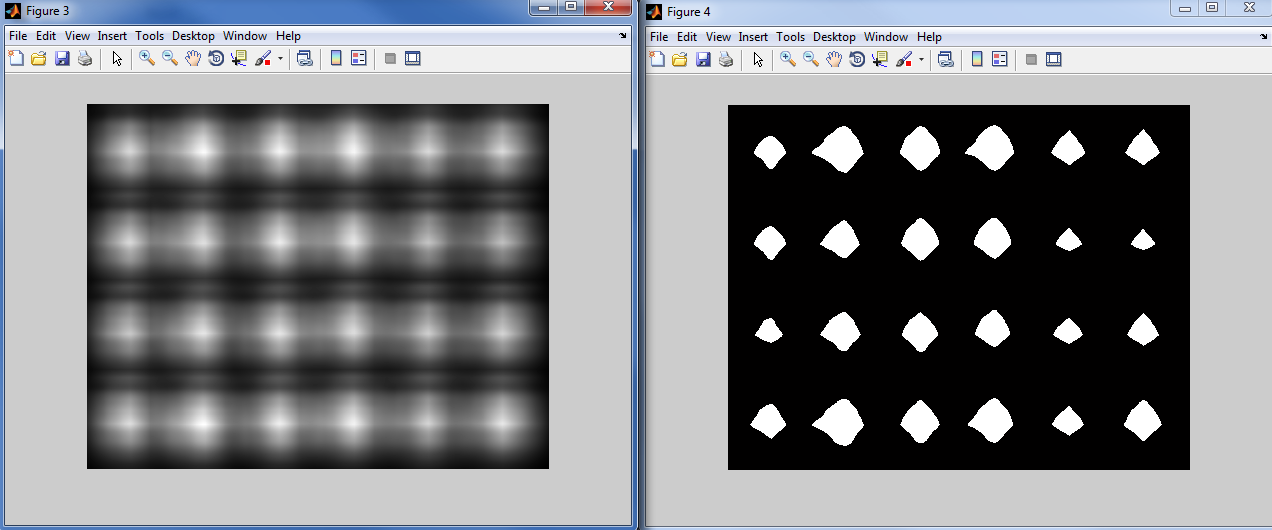 Figure 3
File Edit View Insert Tools Desktop Window Help
Figure 4
File Edit View Insert Tools Desktop Window Help